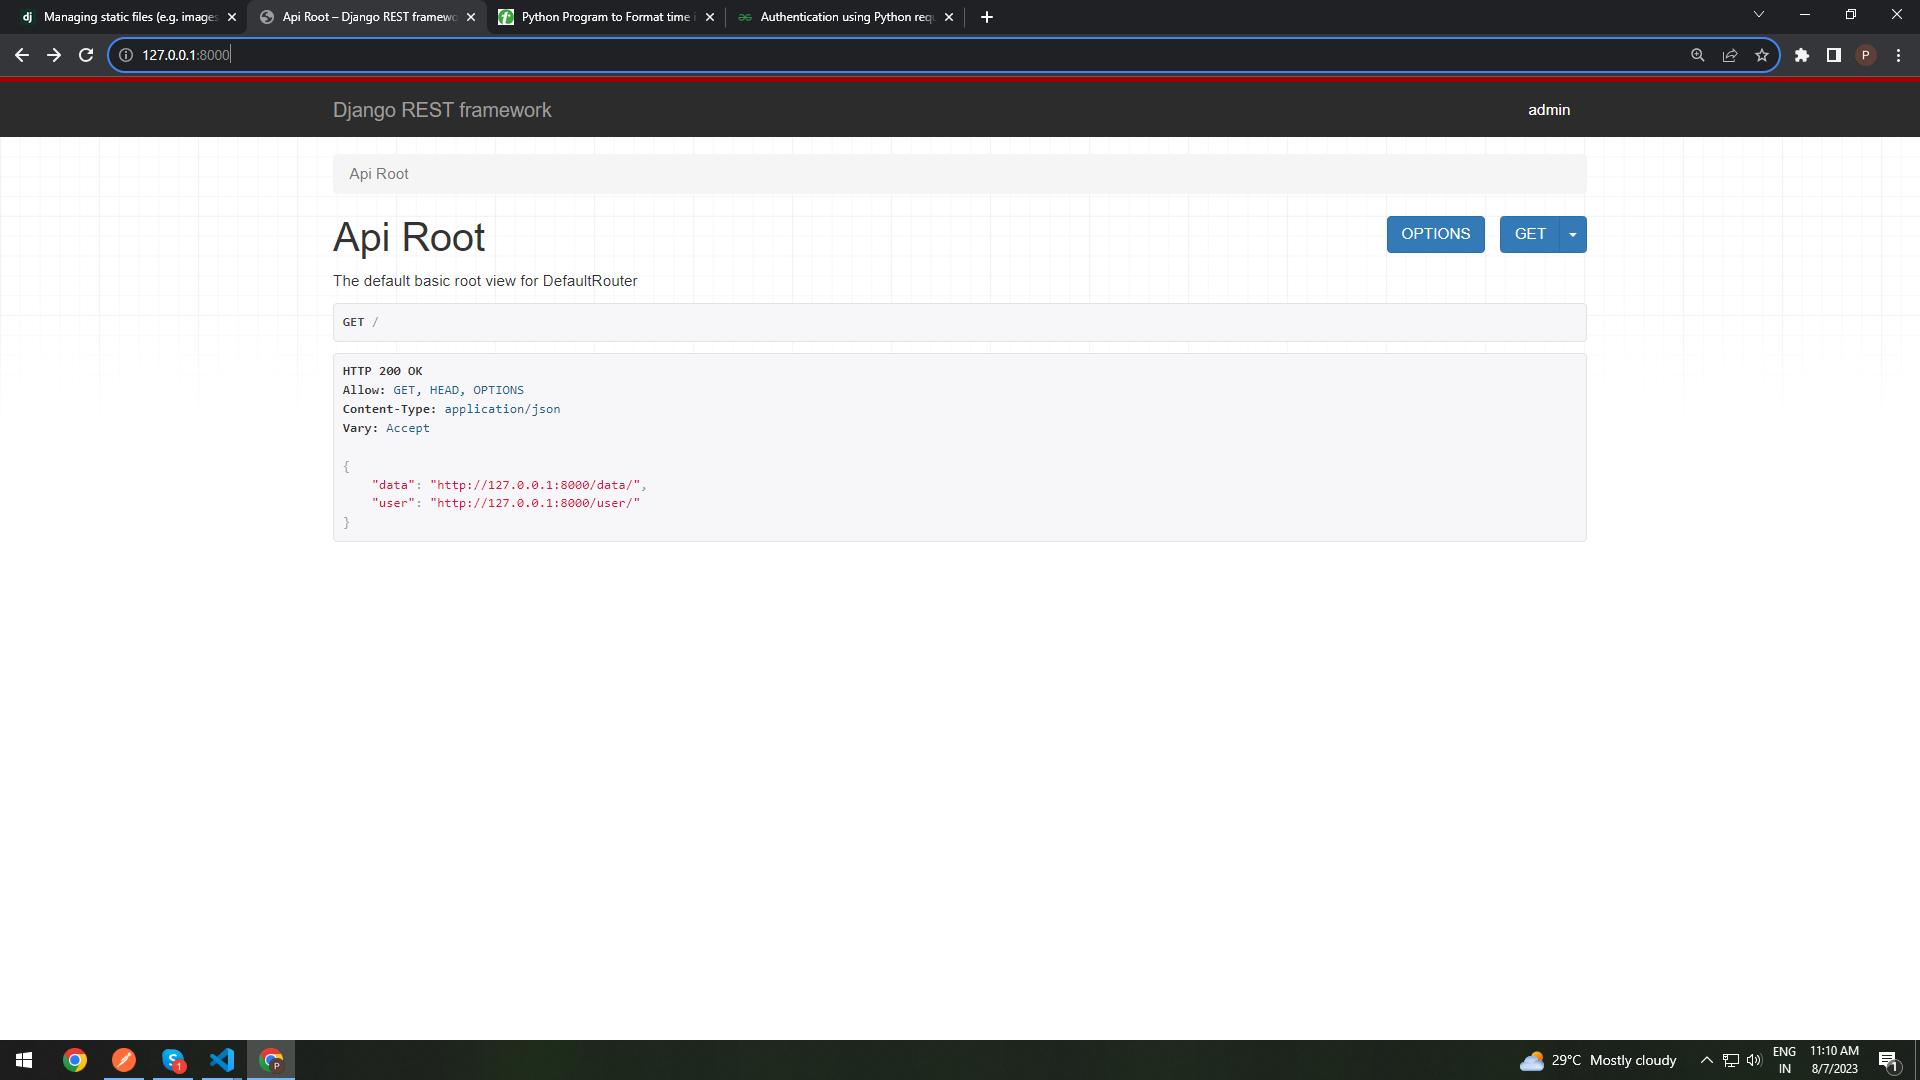 dj Managing static files (e.g. images
Api Root – Django REST framewo
Python Program to Format time i
Authentication using Python requ
127.0.0.1:8000
P
Django REST framework
admin
Api Root
Api Root
OPTIONS
GET
The default basic root view for DefaultRouter
GET /
HTTP 200 OK
Allow: GET, HEAD, OPTIONS
Content-Type: application/json
Vary: Accept
{
"data": "http://127.0.0.1:8000/data/",
"user": "http://127.0.0.1:8000/user/"
}
S 1
P
29°C Mostly cloudy
ENG
IN
11:10 AM
8/7/2023
1